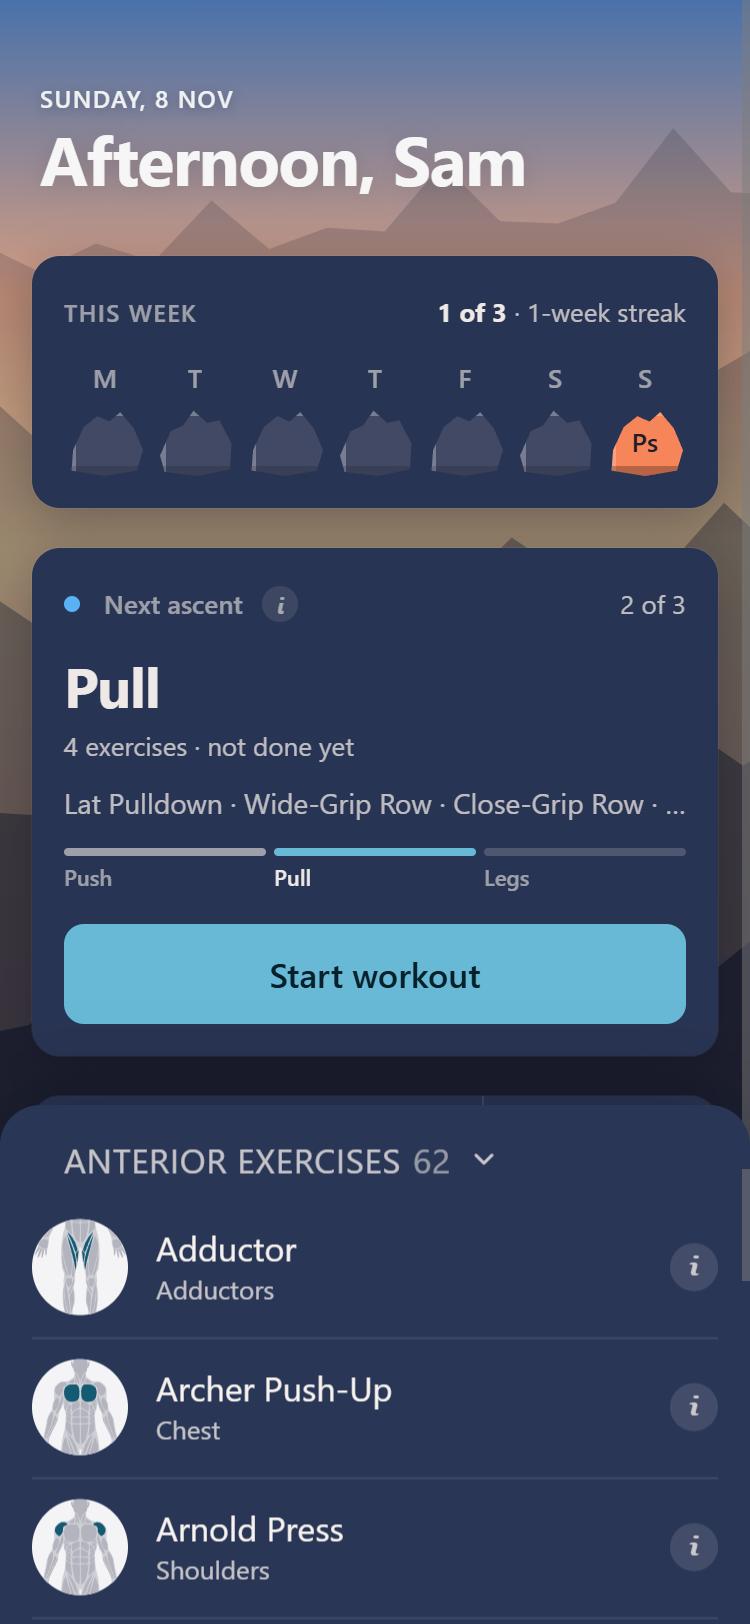 SUNDAY, 8 NOV
Afternoon, Sam
THIS WEEK
1 of 3 · 1-week streak
M T W T F S S
Ps
Next ascent i
2 of 3
Pull
4 exercises · not done yet
Lat Pulldown · Wide-Grip Row · Close-Grip Row · ...
Push Pull Legs
Start workout
ANTERIOR EXERCISES 62
Adductor
Adductors
i
Archer Push-Up
Chest
i
Arnold Press
Shoulders
i